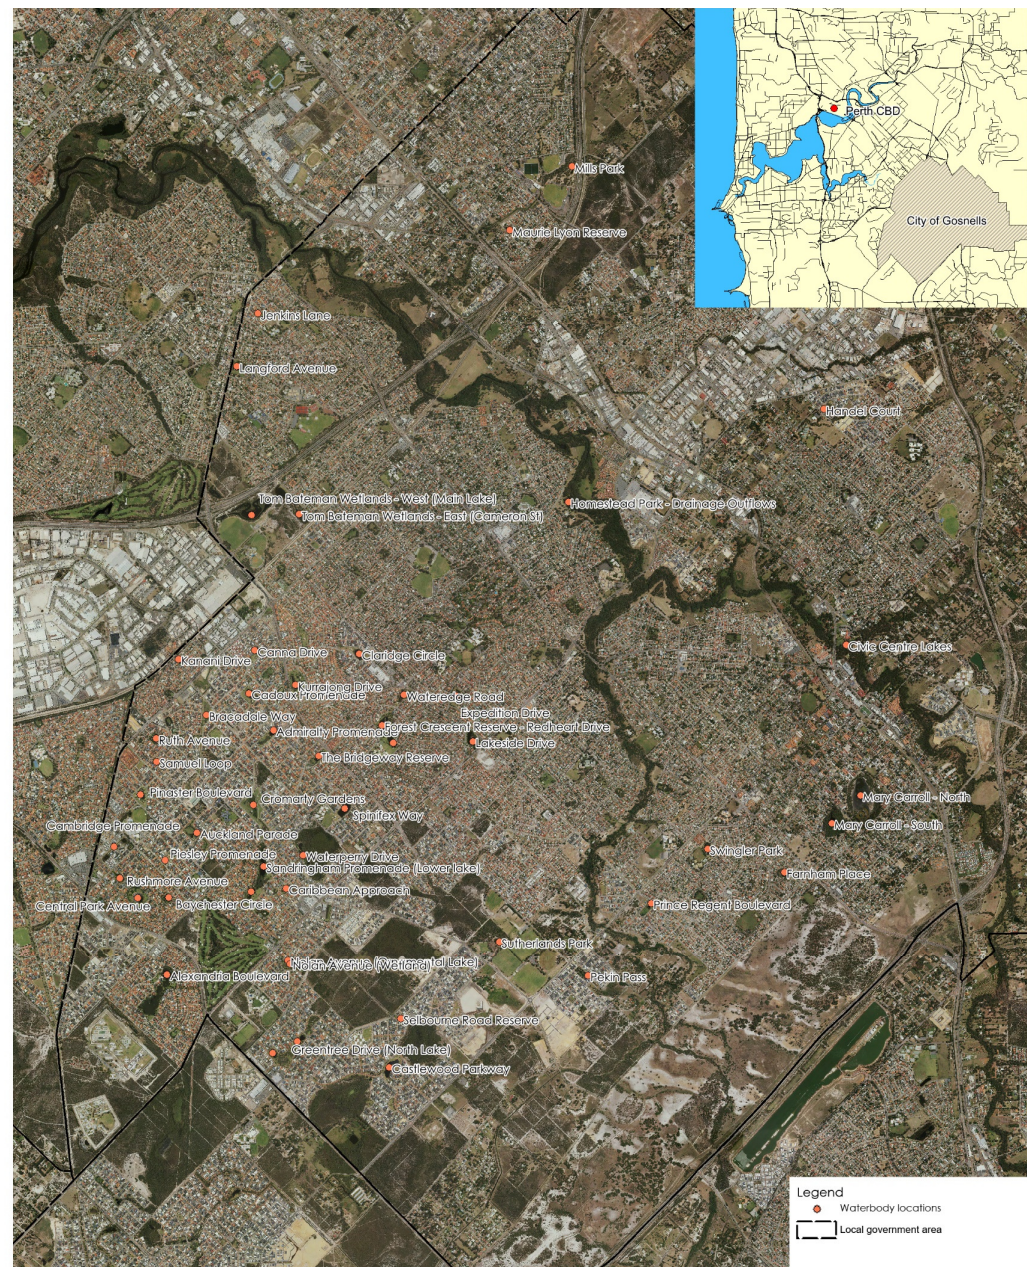 Perth CBD
City of Gosnells
Mills Park
Maurie Lyon Reserve
Jenkins Lane
Langford Avenue
Handel Court
Tom Bateman Wetlands - West (Main Lake)
Tom Bateman Wetlands - East (Cameron St)
Homestead Park - Drainage Outflows
Canna Drive
Claridge Circle
Civic Centre Lakes
Kanani Drive
Kurrajong Drive
Cadoux Promenade
Wateredge Road
Expedition Drive
Bracadale Way
Forest Crescent Reserve - Redheart Drive
Admiralty Promenade
Ruth Avenue
Lakeside Drive
The Bridgeway Reserve
Samuel Loop
Pinaster Boulevard
Cromarty Gardens
Mary Carroll - North
Spinifex Way
Cambridge Promenade
Auckland Parade
Mary Carroll - South
Piesley Promenade
Waterperry Drive
Swingler Park
Sandringham Promenade (Lower lake)
Farnham Place
Rushmore Avenue
Caribbean Approach
Central Park Avenue
Baychester Circle
Prince Regent Boulevard
Sutherlands Park
Nolan Avenue (Ornamental Lake)
Nolan Avenue (Wetland)
Alexandria Boulevard
Pekin Pass
Selbourne Road Reserve
Greentree Drive (North Lake)
Castlewood Parkway
Legend
Waterbody locations
Local government area